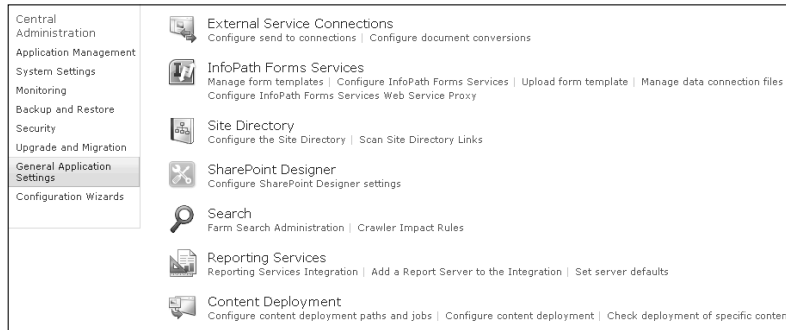 Central
Administration
Application Management
System Settings
Monitoring
Backup and Restore
Security
Upgrade and Migration
General Application
Settings
Configuration Wizards
External Service Connections
Configure send to connections | Configure document conversions
InfoPath Forms Services
Manage form templates | Configure InfoPath Forms Services | Upload form template | Manage data connection files
Configure InfoPath Forms Services Web Service Proxy
Site Directory
Configure the Site Directory | Scan Site Directory Links
SharePoint Designer
Configure SharePoint Designer settings
Search
Farm Search Administration | Crawler Impact Rules
Reporting Services
Reporting Services Integration | Add a Report Server to the Integration | Set server defaults
Content Deployment
Configure content deployment paths and jobs | Configure content deployment | Check deployment of specific conten